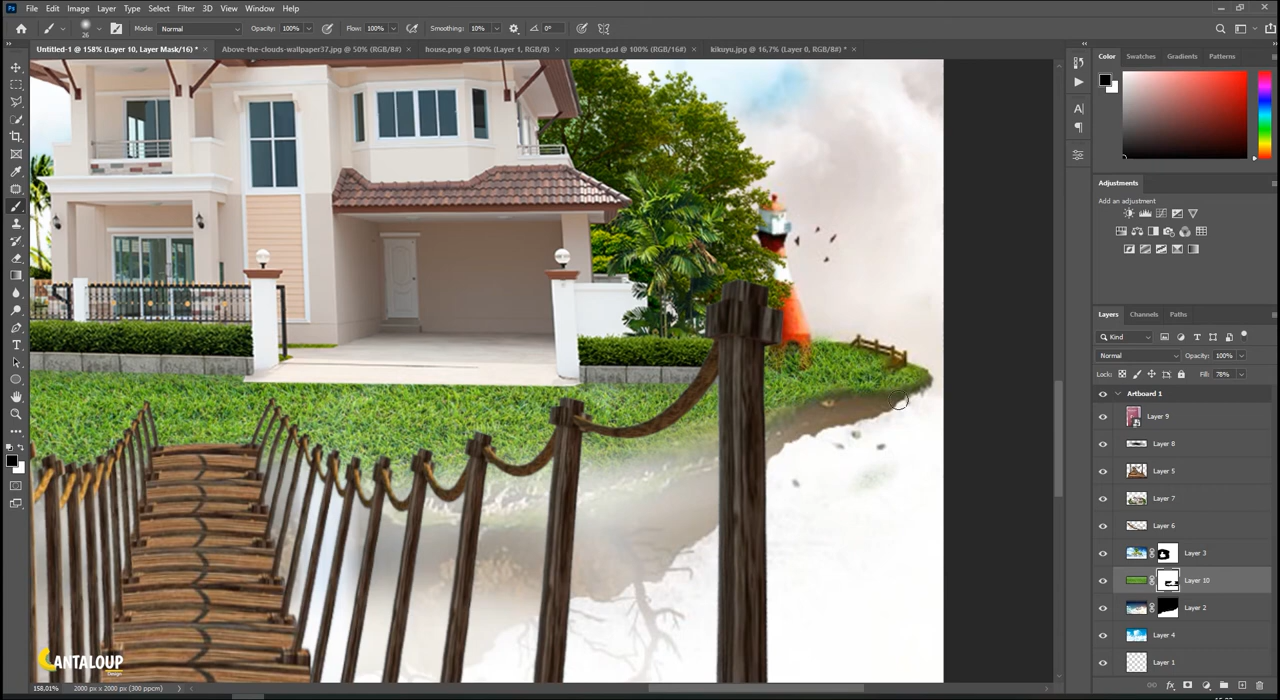 Ps File Edit Image Layer Type Select Filter 3D View Window Help
26 Mode: Normal Opacity: 100% Flow: 100% Smoothing: 10% 0°
Untitled-1 @ 158% (Layer 10, Layer Mask/16) * × Above-the-clouds-wallpaper37.jpg @ 50% (RGB/8#) × house.png @ 100% (Layer 1, RGB/8) × passport.psd @ 100% (RGB/16#) × kikuyu.jpg @ 16,7% (Layer 0, RGB/8#) * ×
Color Swatches Gradients Patterns
Adjustments
Add an adjustment
Layers Channels Paths
Kind
Normal Opacity: 100%
Lock: Fill: 78%
Artboard 1
Layer 9
Layer 8
Layer 5
Layer 7
Layer 6
Layer 3
Layer 10
Layer 2
Layer 4
Layer 1
CANTALOUP
Design
158,01% 2000 px x 2000 px (300 ppcm)